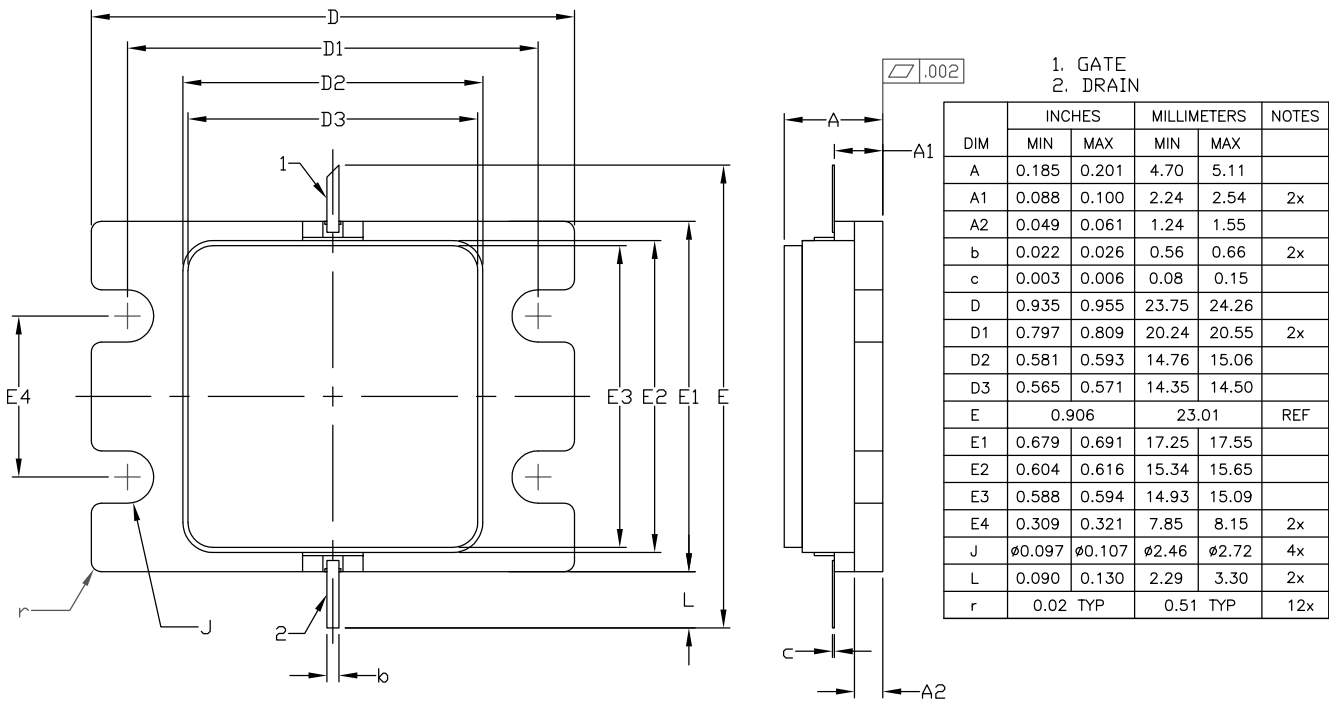 D
D1
D2
D3
1
E4
E3 E2 E1 E
r
J
2
b
L
.002
A
A1
c
A2
1. GATE
2. DRAIN
INCHES MILLIMETERS NOTES
DIM MIN MAX MIN MAX
A 0.185 0.201 4.70 5.11
A1 0.088 0.100 2.24 2.54 2x
A2 0.049 0.061 1.24 1.55
b 0.022 0.026 0.56 0.66 2x
c 0.003 0.006 0.08 0.15
D 0.935 0.955 23.75 24.26
D1 0.797 0.809 20.24 20.55 2x
D2 0.581 0.593 14.76 15.06
D3 0.565 0.571 14.35 14.50
E 0.906 23.01 REF
E1 0.679 0.691 17.25 17.55
E2 0.604 0.616 15.34 15.65
E3 0.588 0.594 14.93 15.09
E4 0.309 0.321 7.85 8.15 2x
J ø0.097 ø0.107 ø2.46 ø2.72 4x
L 0.090 0.130 2.29 3.30 2x
r 0.02 TYP 0.51 TYP 12x